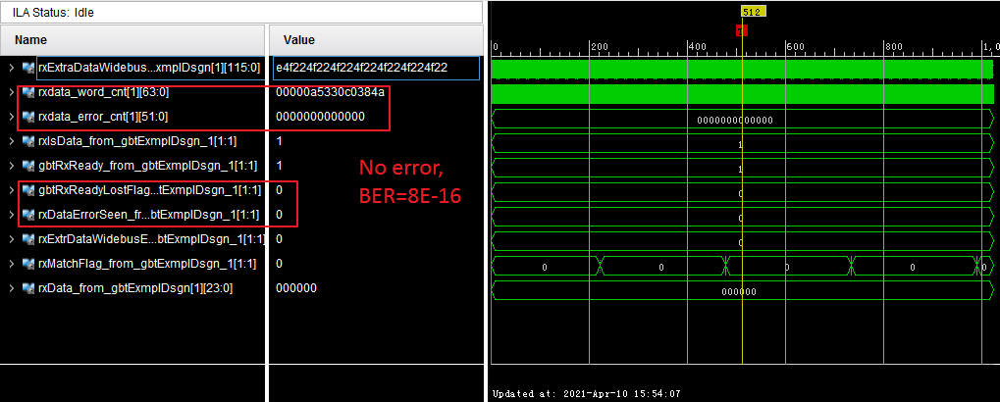 ILA Status: Idle
Name
Value
rxExtraDataWidebus...xmplDsgn[1][115:0]
e4f224f224f224f224f224f224f22
rxdata_word_cnt[1][63:0]
00000a5330c0384a
rxdata_error_cnt[1][51:0]
0000000000000
rxIsData_from_gbtExmplDsgn_1[1:1]
1
gbtRxReady_from_gbtExmplDsgn_1[1:1]
1
gbtRxReadyLostFlag...tExmplDsgn_1[1:1]
0
rxDataErrorSeen_fr...btExmplDsgn_1[1:1]
0
rxExtrDataWidebusE...btExmplDsgn_1[1:1]
0
rxMatchFlag_from_gbtExmplDsgn_1[1:1]
0
rxData_from_gbtExmplDsgn[1][23:0]
000000
No error,
BER=8E-16
512
0
200
400
600
800
1,0
0000000000000
1
1
0
0
0
0
0
0
0
0
000000
Updated at: 2021-Apr-10 15:54:07